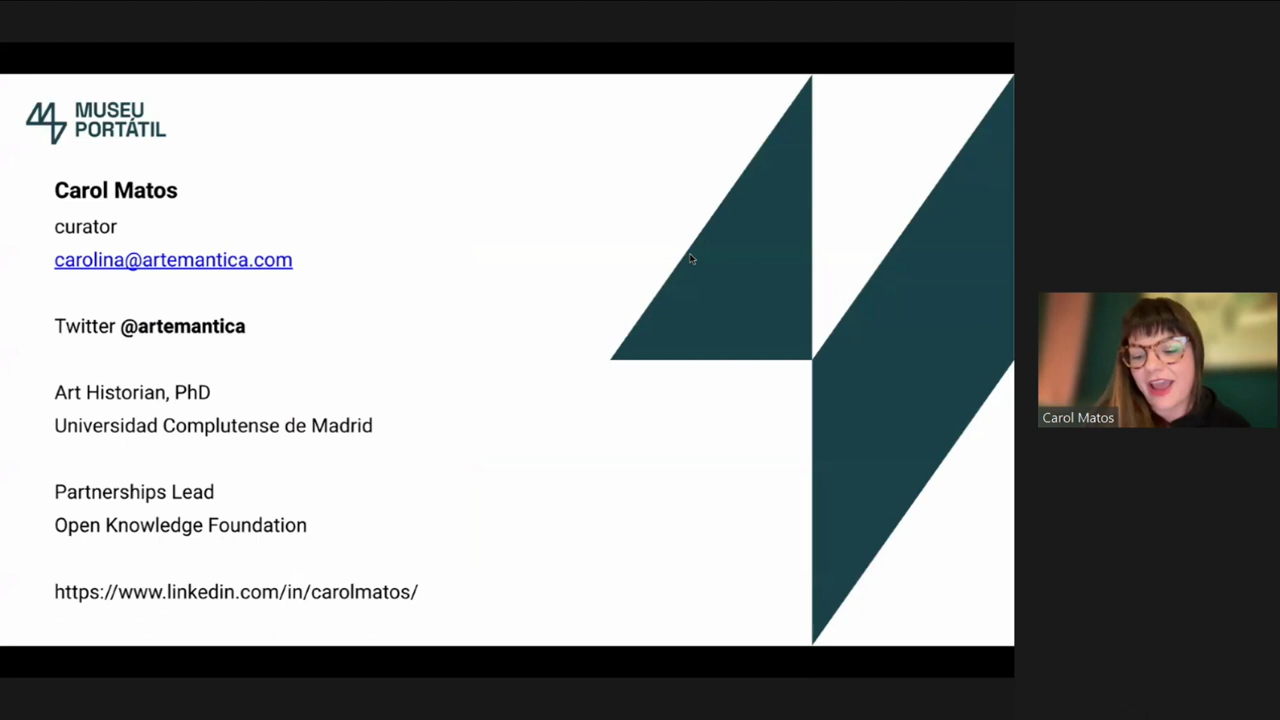 MUSEU
PORTÁTIL
Carol Matos
curator
carolina@artemantica.com
Twitter @artemantica
Art Historian, PhD
Universidad Complutense de Madrid
Partnerships Lead
Open Knowledge Foundation
https://www.linkedin.com/in/carolmatos/
Carol Matos